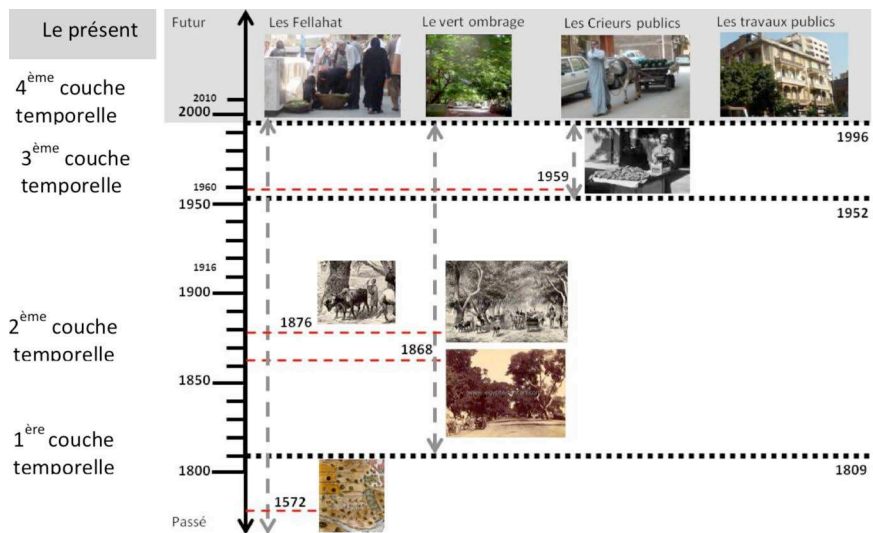 Le présent
4ème couche
temporelle
3ème couche
temporelle
2ème couche
temporelle
1ère couche
temporelle
Futur
Les Fellahat
Le vert ombrage
Les Crieurs publics
Les travaux publics
2010
2000
1996
1959
1960
1950
1952
1916
1900
1876
1868
1850
1800
1809
1572
Passé